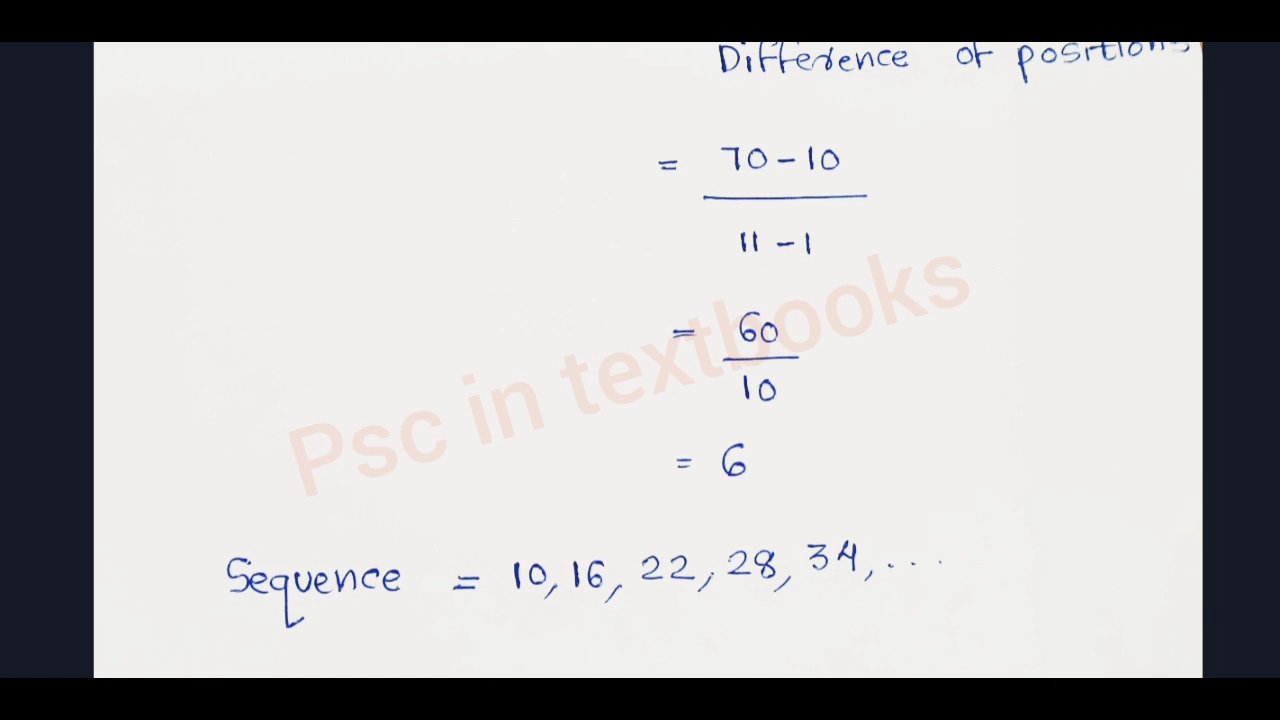 Difference of positions
= 70 - 10
11 - 1
= 60
10
= 6
Psc in textbooks
Sequence = 10, 16, 22, 28, 34, ...